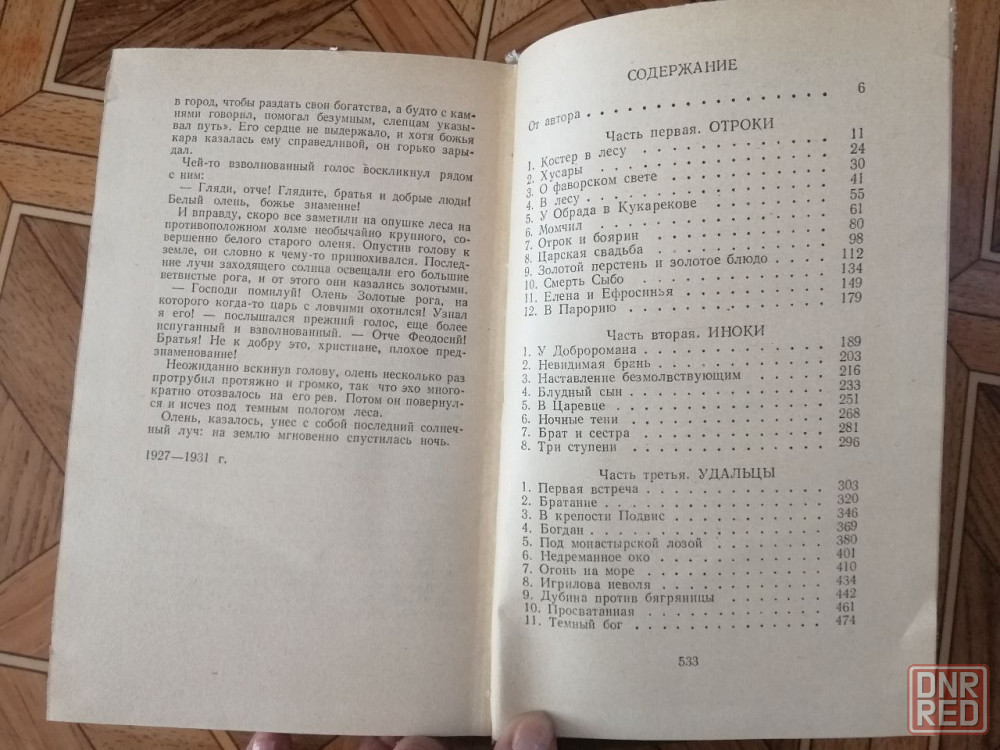 в город, чтобы раздать свои богатства, а будто с кам-
нями говорил, помогал безумным, слепцам указы-
вал путь». Его сердце не выдержало, и хотя божья
кара казалась ему справедливой, он горько зары-
дал.
Чей-то взволнованный голос воскликнул рядом
с ним:
— Гляди, отче! Глядите, братья и добрые люди!
Белый олень, божье знамение!
И вправду, скоро все заметили на опушке леса на
противоположном холме необычайно крупного, со-
вершенно белого старого оленя. Опустив голову к
земле, он словно к чему-то принюхивался. Послед-
ние лучи заходящего солнца освещали его большие
ветвистые рога, и от этого они казались золотыми.
— Господи помилуй! Олень Золотые рога, на
которого когда-то царь с ловчими охотился! Узнал
я его! — послышался прежний голос, еще более
испуганный и взволнованный. — Отче Феодосий!
Братья! Не к добру это, христиане, плохое пред-
знаменование!
Неожиданно вскинув голову, олень несколько раз
протрубил протяжно и громко, так что эхо много-
кратно отозвалось на его рев. Потом он повернул-
ся и исчез под темным пологом леса.
Олень, казалось, унес с собой последний солнеч-
ный луч: на землю мгновенно спустилась ночь.
1927—1931 г.
СОДЕРЖАНИЕ
От автора . . . . . . . . . . . . . . . 6
Часть первая. ОТРОКИ
1. Костер в лесу . . . . . . . . . . 11
2. Хусары . . . . . . . . . . 24
3. О фаворском свете . . . . . . . . . . 30
4. В лесу . . . . . . . . . . 41
5. У Обрада в Кукарекове . . . . . . . . 55
6. Момчил . . . . . . . . . . 61
7. Отрок и боярин . . . . . . . . . . 80
8. Царская свадьба . . . . . . . . . . 98
9. Золотой перстень и золотое блюдо . . . . 112
10. Смерть Сыбо . . . . . . . . . . 134
11. Елена и Ефросинья . . . . . . . . . 149
12. В Парорию . . . . . . . . . . 179
Часть вторая. ИНОКИ
1. У Доброромана . . . . . . . . . . 189
2. Невидимая брань . . . . . . . . . . 203
3. Наставление безмолвствующим . . . . . . 216
4. Блудный сын . . . . . . . . . . 233
5. В Царевце . . . . . . . . . . 251
6. Ночные тени . . . . . . . . . . 268
7. Брат и сестра . . . . . . . . . . 281
8. Три ступени . . . . . . . . . . 296
Часть третья. УДАЛЬЦЫ
1. Первая встреча . . . . . . . . . . 303
2. Братание . . . . . . . . . . 320
3. В крепости Подвис . . . . . . . . . . 346
4. Богдан . . . . . . . . . . 369
5. Под монастырской лозой . . . . . . . . 380
6. Недреманное око . . . . . . . . . . 401
7. Огонь на море . . . . . . . . . . 410
8. Игрилова неволя . . . . . . . . . . 434
9. Дубина против бягряницы . . . . . . . 442
10. Просватанная . . . . . . . . . . 461
11. Темный бог . . . . . . . . . . 474
533
DNR
RED